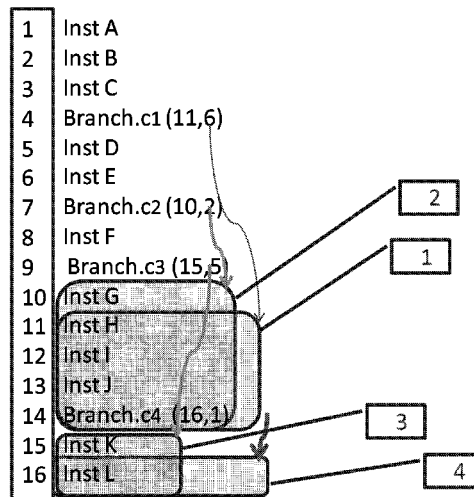 1 Inst A
2 Inst B
3 Inst C
4 Branch.c1 (11,6)
5 Inst D
6 Inst E
7 Branch.c2 (10,2)
8 Inst F
9 Branch.c3 (15,5)
10 Inst G
11 Inst H
12 Inst I
13 Inst J
14 Branch.c4 (16,1)
15 Inst K
16 Inst L
2
1
3
4